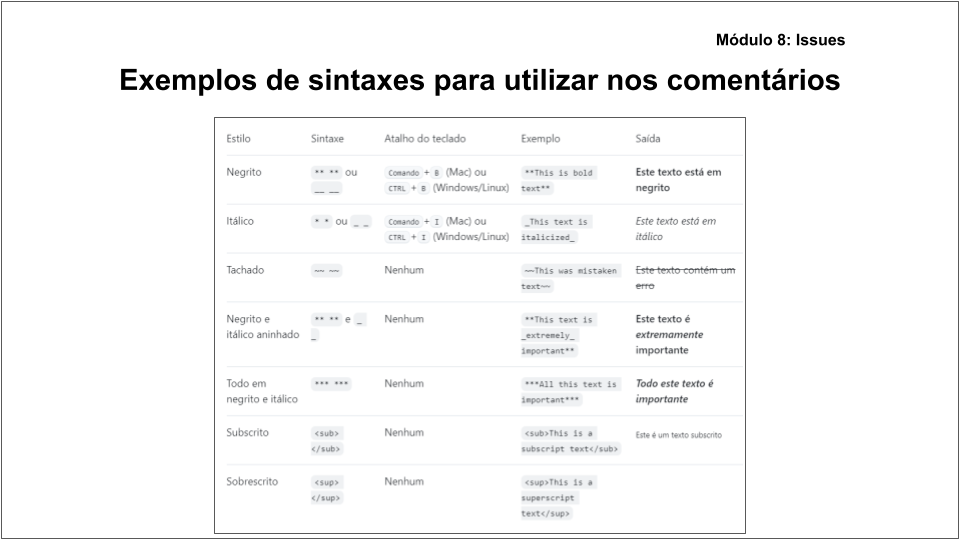 Módulo 8: Issues
Exemplos de sintaxes para utilizar nos comentários
Estilo Sintaxe Atalho do teclado Exemplo Saída
Negrito ** ** ou Comando + B (Mac) ou **This is bold Este texto está em
__ __ CTRL + B (Windows/Linux) text** negrito
Itálico * * ou _ _ Comando + I (Mac) ou _This text is Este texto está em
CTRL + I (Windows/Linux) italicized_ itálico
Tachado ~~ ~~ Nenhum ~~This was mistaken Este texto contém um
text~~ erro
Negrito e ** ** e _ Nenhum **This text is Este texto é
itálico aninhado _ _extremely_ extremamente
important** importante
Todo em *** *** Nenhum ***All this text is Todo este texto é
negrito e itálico important*** importante
Subscrito <sub> Nenhum <sub>This is a Este é um texto subscrito
</sub> subscript text</sub>
Sobrescrito <sup> Nenhum <sup>This is a
</sup> superscript
text</sup>